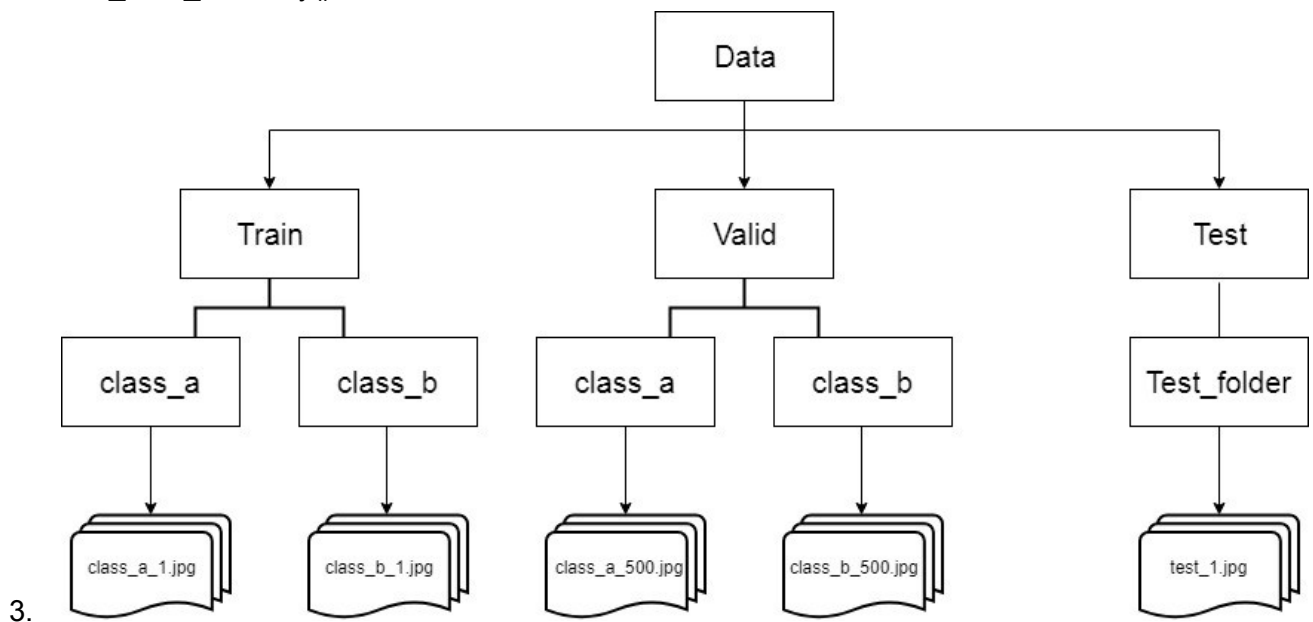 Data
Train
Valid
Test
class_a
class_b
class_a
class_b
Test_folder
class_a_1.jpg
class_b_1.jpg
class_a_500.jpg
class_b_500.jpg
test_1.jpg
3.